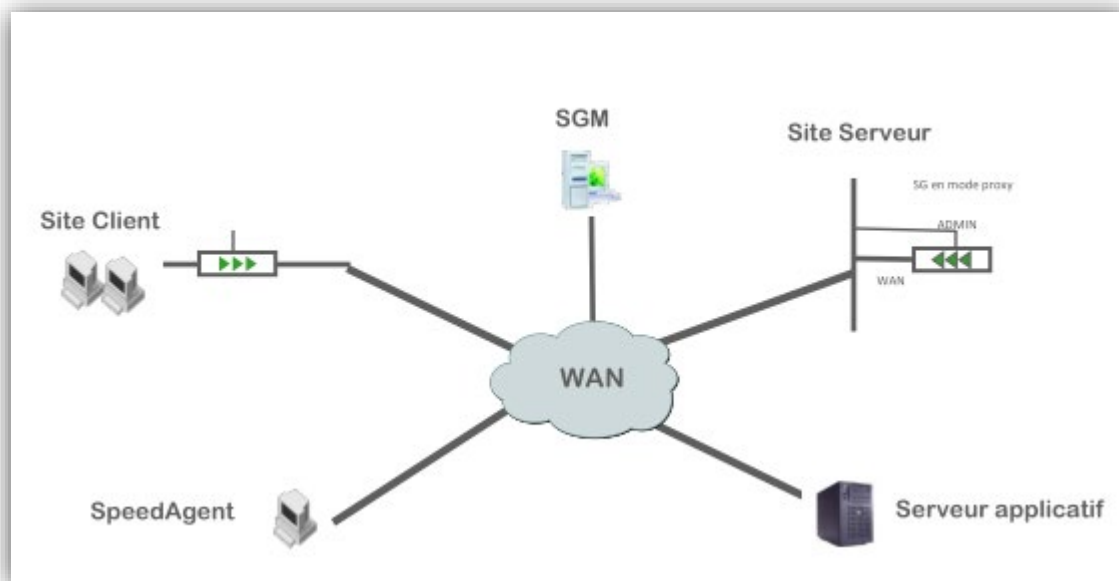 SGM
Site Serveur
SG en mode proxy
Site Client
ADMIN
WAN
WAN
SpeedAgent
Serveur applicatif